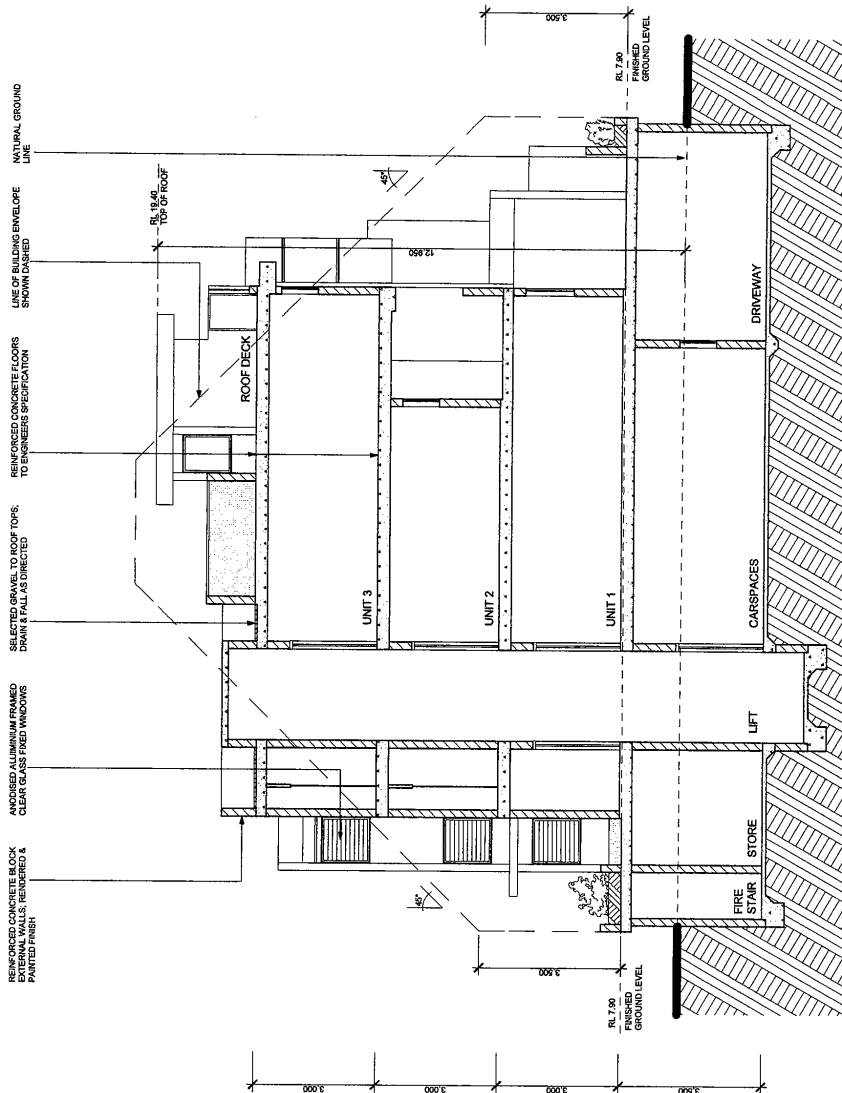 REINFORCED CONCRETE BLOCK
EXTERNAL WALLS; RENDERED &
PAINTED FINISH
ANODISED ALUMINIUM FRAMED
CLEAR GLASS FIXED WINDOWS
SELECTED GRAVEL TO ROOF TOPS;
DRAIN & FALL AS DIRECTED
REINFORCED CONCRETE FLOORS
TO ENGINEERS SPECIFICATION
LINE OF BUILDING ENVELOPE
SHOWN DASHED
NATURAL GROUND
LINE
RL 19.40
TOP OF ROOF
45°
45°
ROOF DECK
12.950
UNIT 3
UNIT 2
UNIT 1
3.000
3.000
3.000
3.500
3.500
3.500
RL 7.90
FINISHED
GROUND LEVEL
RL 7.90
FINISHED
GROUND LEVEL
FIRE
STAIR
STORE
LIFT
CARSPACES
DRIVEWAY